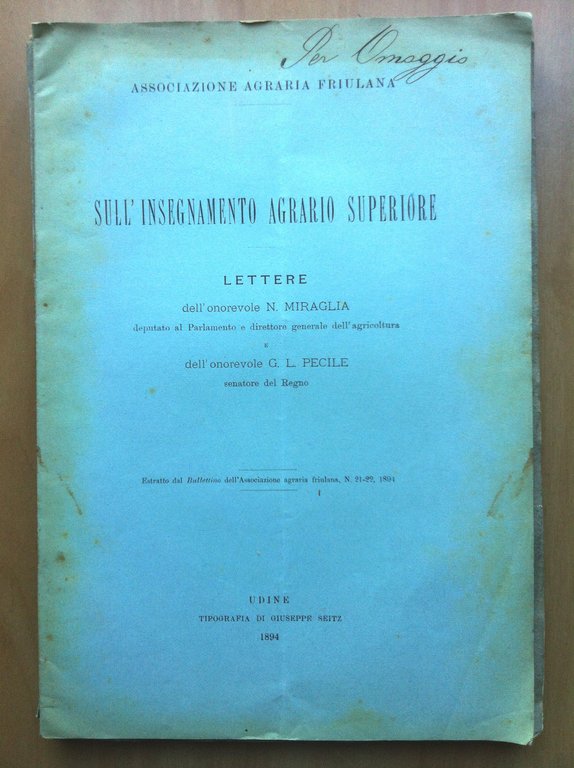 Per Omaggio
ASSOCIAZIONE AGRARIA FRIULANA
SULL'INSEGNAMENTO AGRARIO SUPERIORE
LETTERE
dell'onorevole N. MIRAGLIA
deputato al Parlamento e direttore generale dell'agricoltura
E
dell'onorevole G. L. PECILE
senatore del Regno
Estratto dal Bullettino dell'Associazione agraria friulana, N. 21-22, 1894
UDINE
TIPOGRAFIA DI GIUSEPPE SEITZ
1894